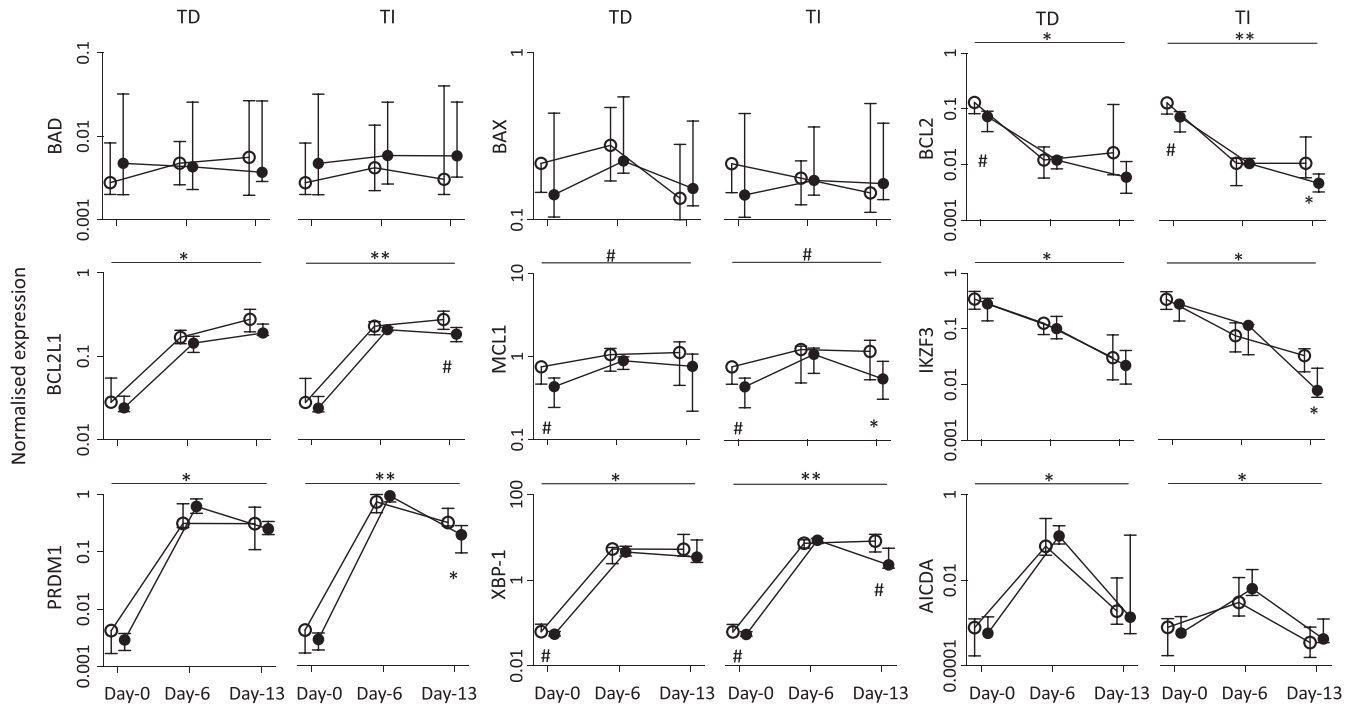 TD TI TD TI TD TI
* **
0.1 1 1
0.01 0.1
BAD BAX BCL2
# #
0.01
*
0.001 0.1 0.001
* ** # # * *
1 10 1
0.1 1 0.1
BCL2L1 MCL1 IKZF3
# 0.01
# # * *
0.01 0.1 0.001
Normalised expression
* ** * ** * *
1 100 1
0.1
PRDM1 XBP-1 AICDA
* 1 # 0.01
0.01
# #
0.001 0.01 0.0001
Day-0 Day-6 Day-13 Day-0 Day-6 Day-13 Day-0 Day-6 Day-13 Day-0 Day-6 Day-13 Day-0 Day-6 Day-13 Day-0 Day-6 Day-13